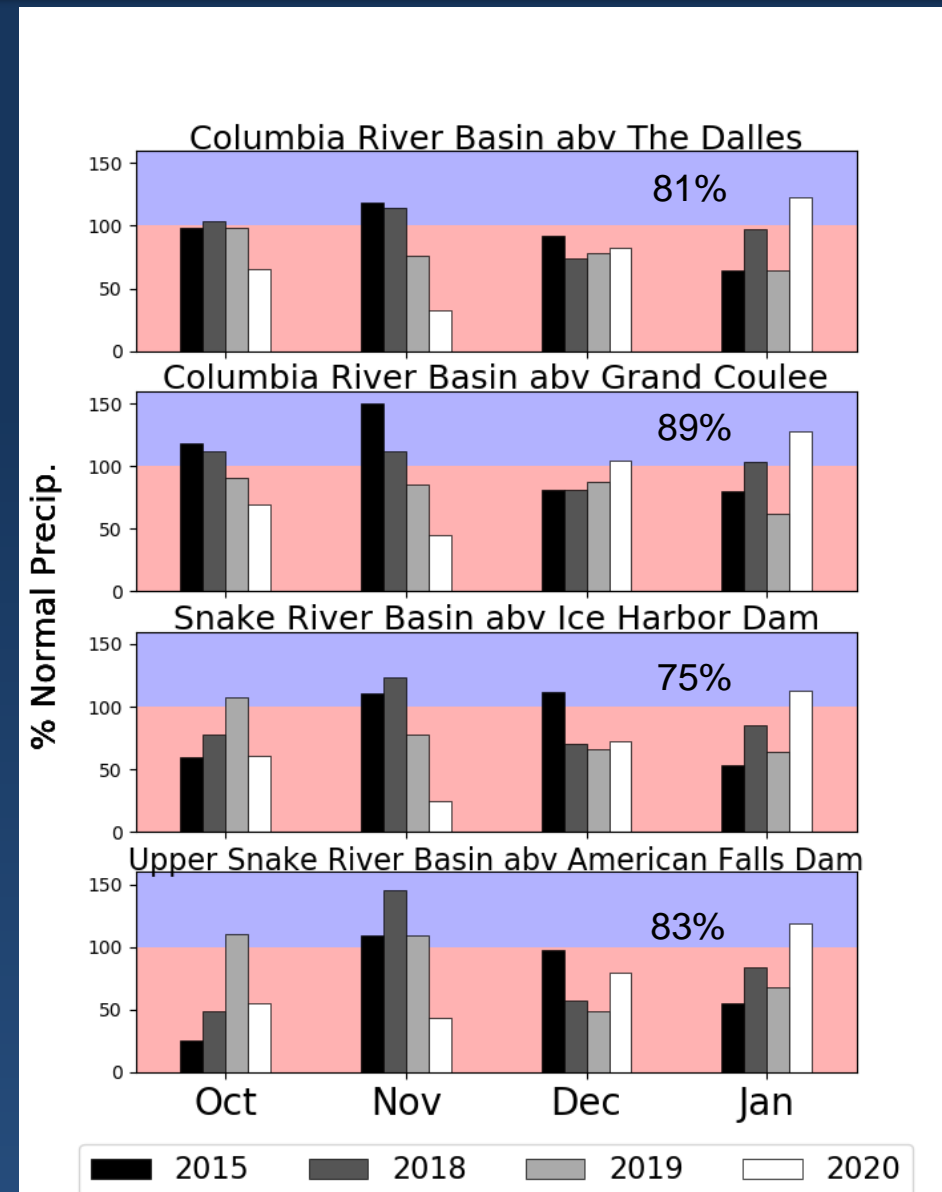 Columbia River Basin abv The Dalles
150
81%
100
50
0
Columbia River Basin abv Grand Coulee
150
89%
100
50
0
Snake River Basin abv Ice Harbor Dam
150
75%
100
50
0
Upper Snake River Basin abv American Falls Dam
150
83%
100
50
0
% Normal Precip.
Oct Nov Dec Jan
2015 2018 2019 2020